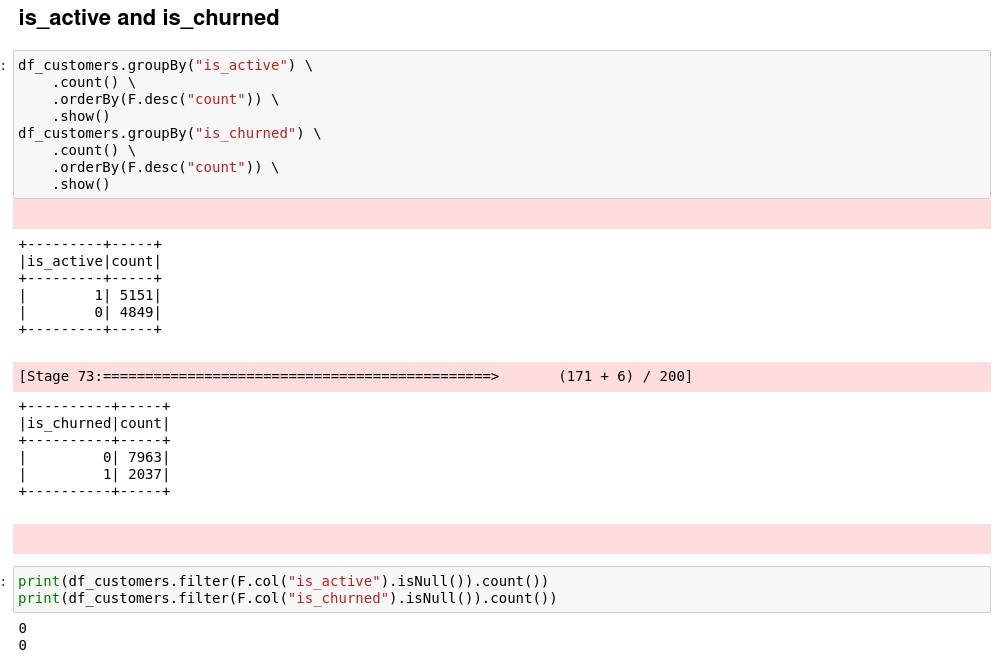 is_active and is_churned
: df_customers.groupBy("is_active") \
    .count() \
    .orderBy(F.desc("count")) \
    .show()
df_customers.groupBy("is_churned") \
    .count() \
    .orderBy(F.desc("count")) \
    .show()
+---------+-----+
|is_active|count|
+---------+-----+
|        1| 5151|
|        0| 4849|
+---------+-----+
[Stage 73:==============================================>       (171 + 6) / 200]
+----------+-----+
|is_churned|count|
+----------+-----+
|         0| 7963|
|         1| 2037|
+----------+-----+
: print(df_customers.filter(F.col("is_active").isNull()).count())
print(df_customers.filter(F.col("is_churned").isNull()).count())
0
0